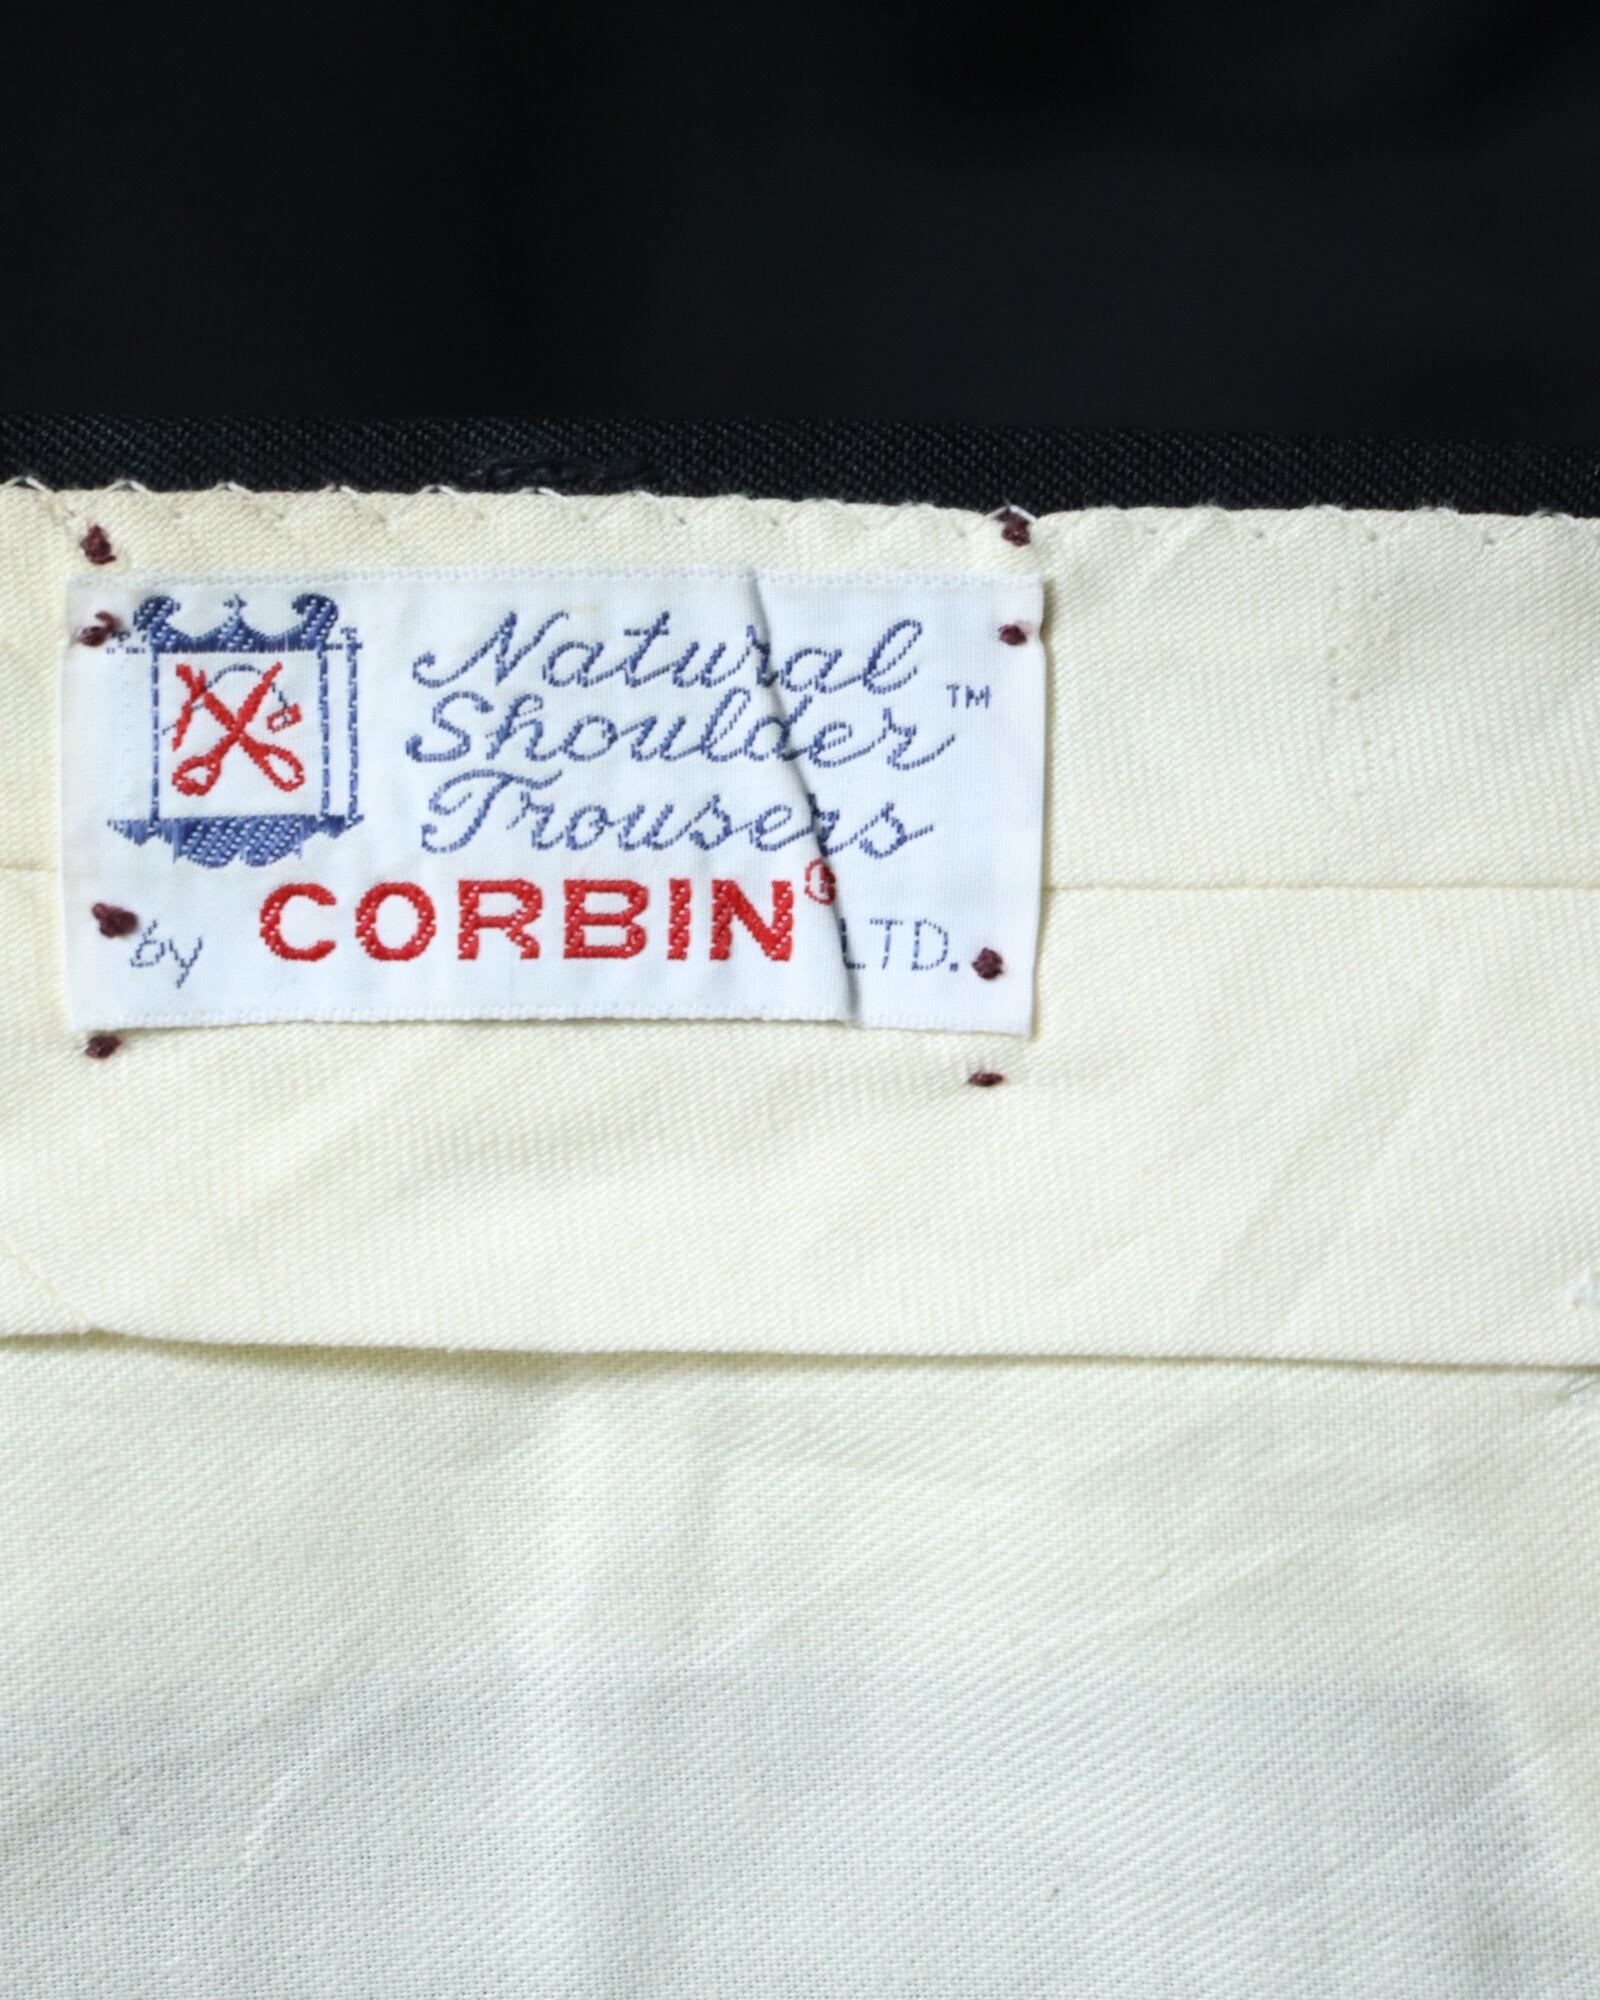 Natural
Shoulder™
Trousers
by CORBIN® LTD.